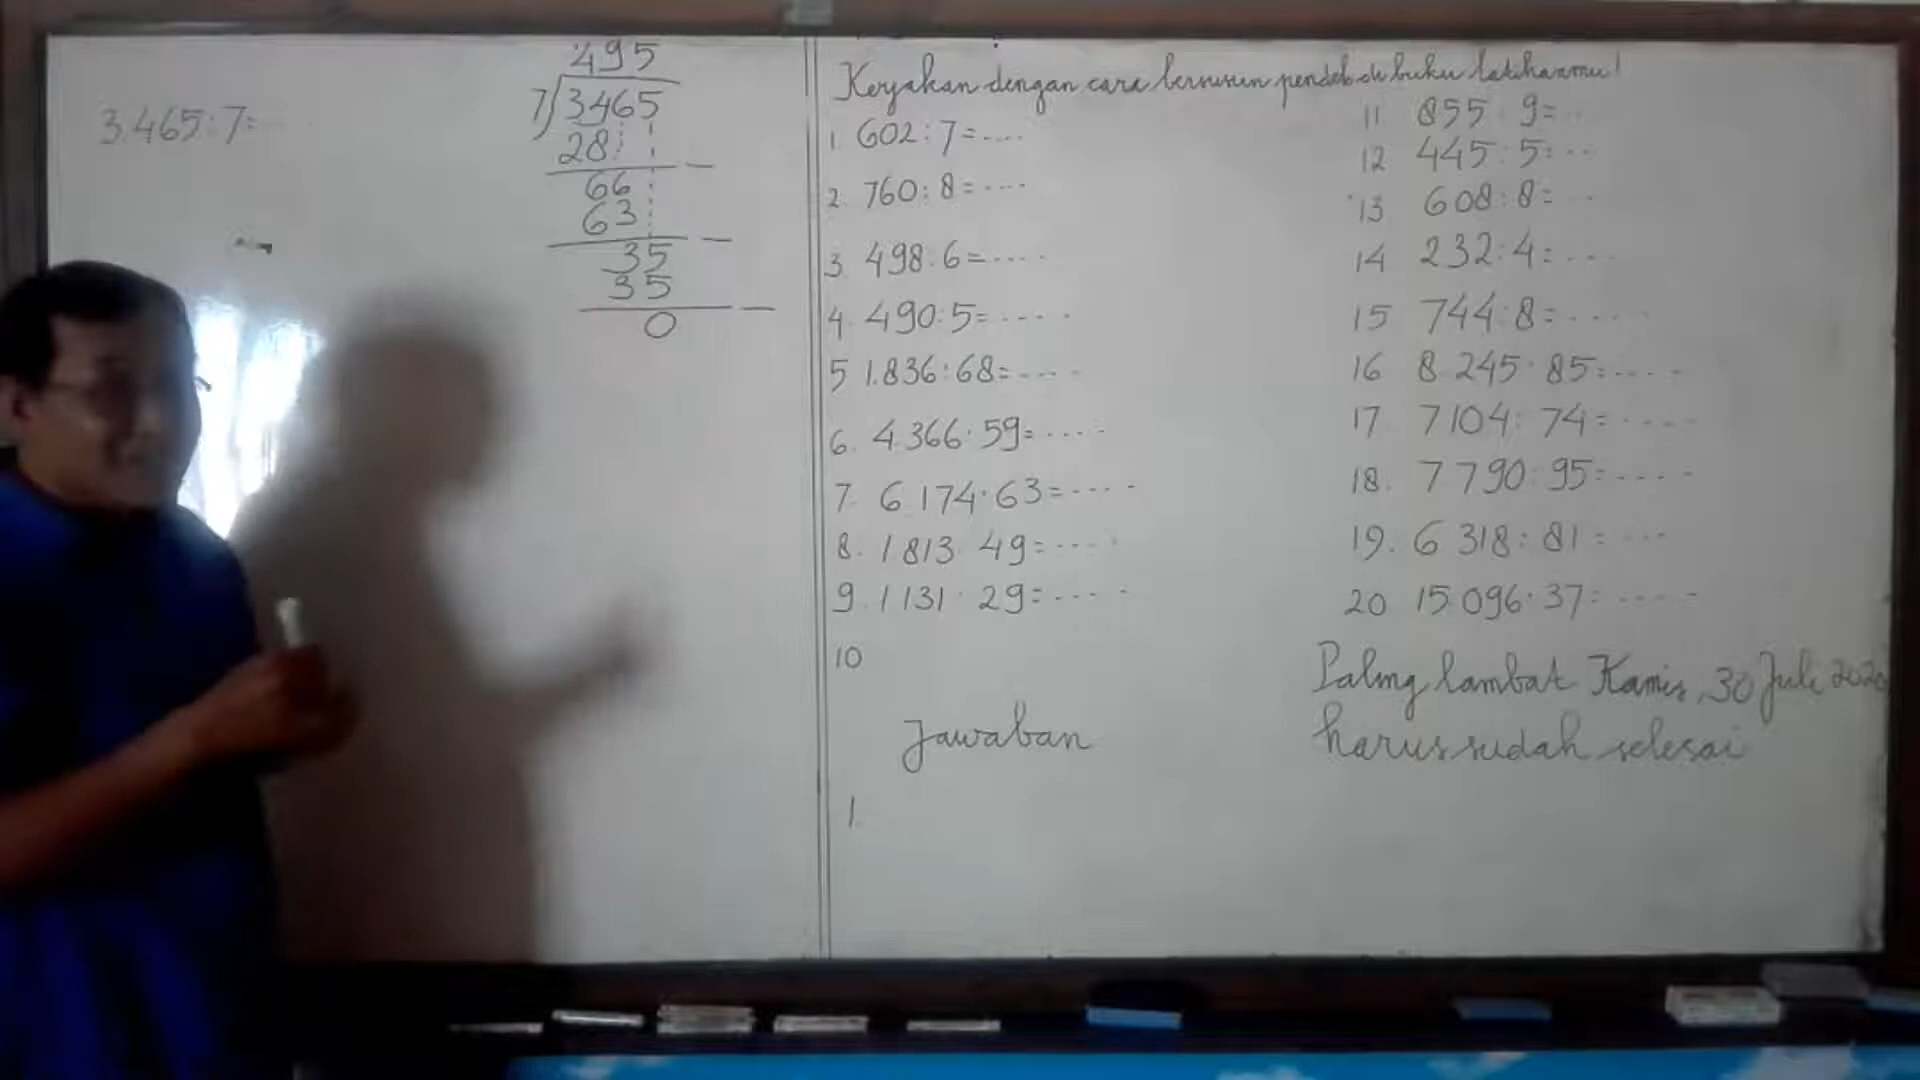 3.465:7=...
495
7)3465
28
66
63
35
35
0
Kerjakan dengan cara bersusun pendek di buku latihanmu!
1. 602:7=....
2. 760:8=....
3. 498:6=....
4. 490:5=.....
5 1.836:68=....
6. 4.366:59=....
7. 6.174:63=....
8. 1 813 49=....
9. 1 131 29=....
10
11 855 : 9=..
12 445:5=...
13 608:8=...
14 232:4=...
15 744:8=....
16 8.245:85=....
17 7104: 74=....
18. 7 790:95=....
19. 6 318: 81=...
20 15.096:37=....
Paling lambat Kamis, 30 Juli 2020
harus sudah selesai
Jawaban
1.